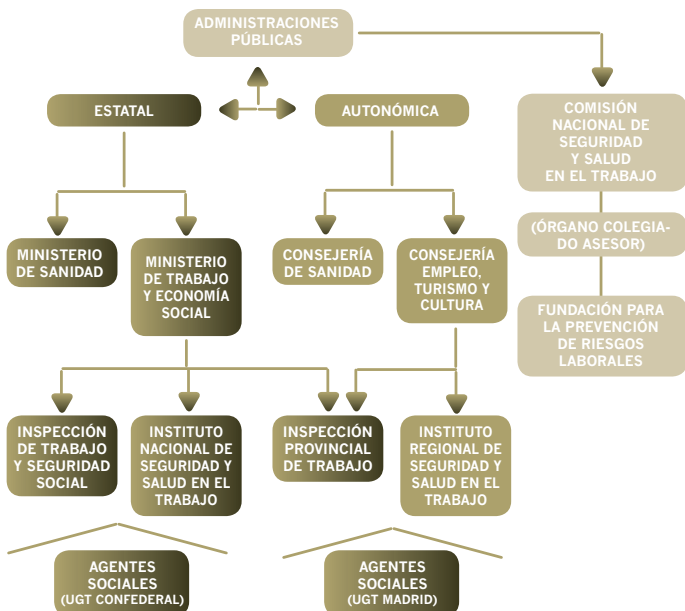 ADMINISTRACIONES
PÚBLICAS
ESTATAL
AUTONÓMICA
COMISIÓN
NACIONAL DE
SEGURIDAD
Y SALUD
EN EL TRABAJO
MINISTERIO
DE SANIDAD
MINISTERIO
DE TRABAJO
Y ECONOMÍA
SOCIAL
CONSEJERÍA
DE SANIDAD
CONSEJERÍA
EMPLEO,
TURISMO Y
CULTURA
(ÓRGANO COLEGIA-
DO ASESOR)
FUNDACIÓN PARA
LA PREVENCIÓN
DE RIESGOS
LABORALES
INSPECCIÓN
DE TRABAJO
Y SEGURIDAD
SOCIAL
INSTITUTO
NACIONAL DE
SEGURIDAD Y
SALUD EN EL
TRABAJO
INSPECCIÓN
PROVINCIAL
DE TRABAJO
INSTITUTO
REGIONAL DE
SEGURIDAD Y
SALUD EN EL
TRABAJO
AGENTES
SOCIALES
(UGT CONFEDERAL)
AGENTES
SOCIALES
(UGT MADRID)